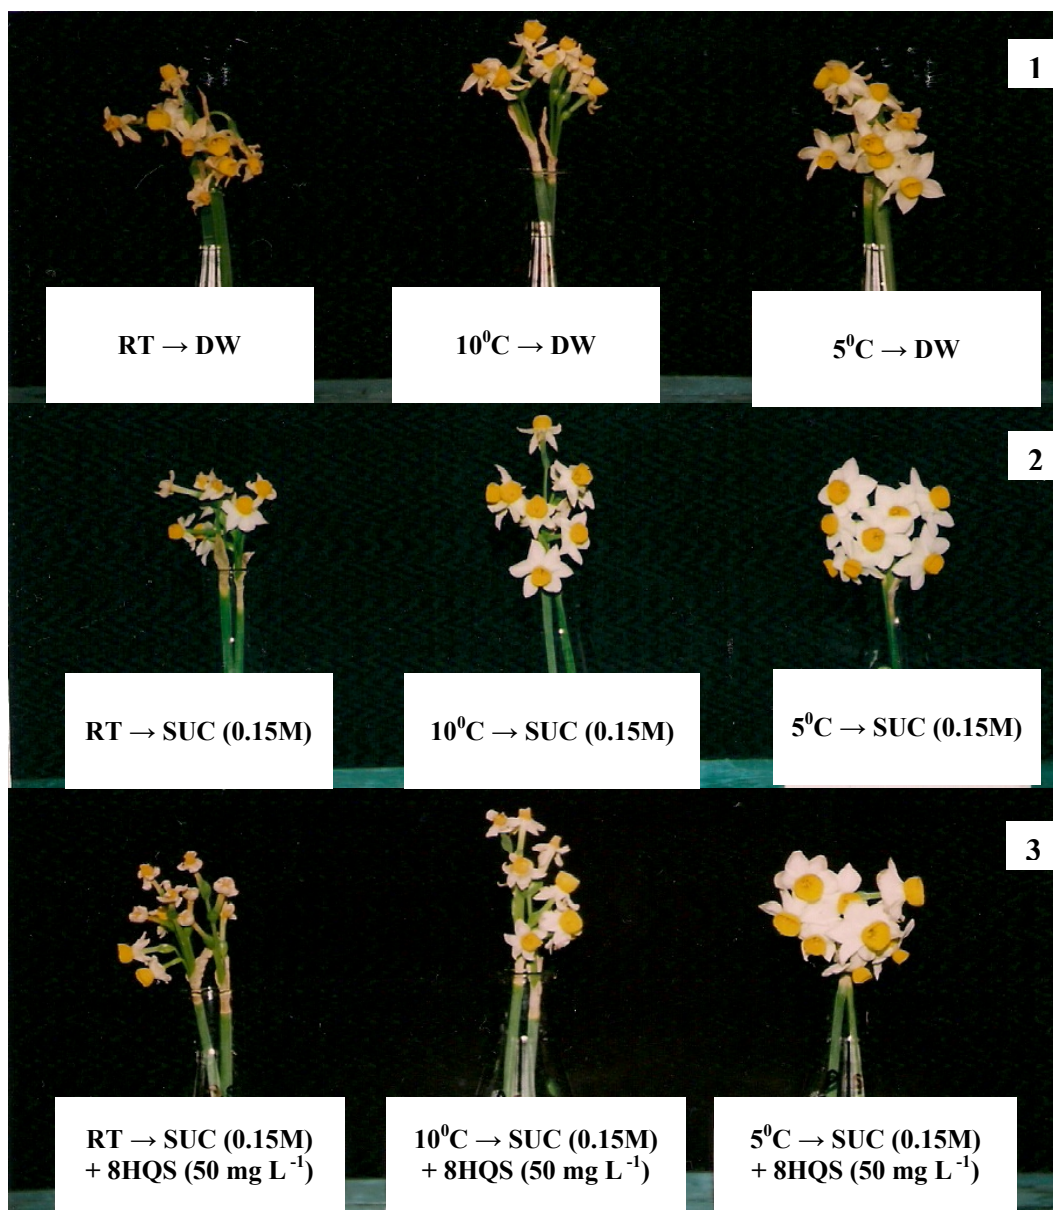 1
RT → DW
10⁰C → DW
5⁰C → DW
2
RT → SUC (0.15M)
10⁰C → SUC (0.15M)
5⁰C → SUC (0.15M)
3
RT → SUC (0.15M)
+ 8HQS (50 mg L⁻¹)
10⁰C → SUC (0.15M)
+ 8HQS (50 mg L⁻¹)
5⁰C → SUC (0.15M)
+ 8HQS (50 mg L⁻¹)